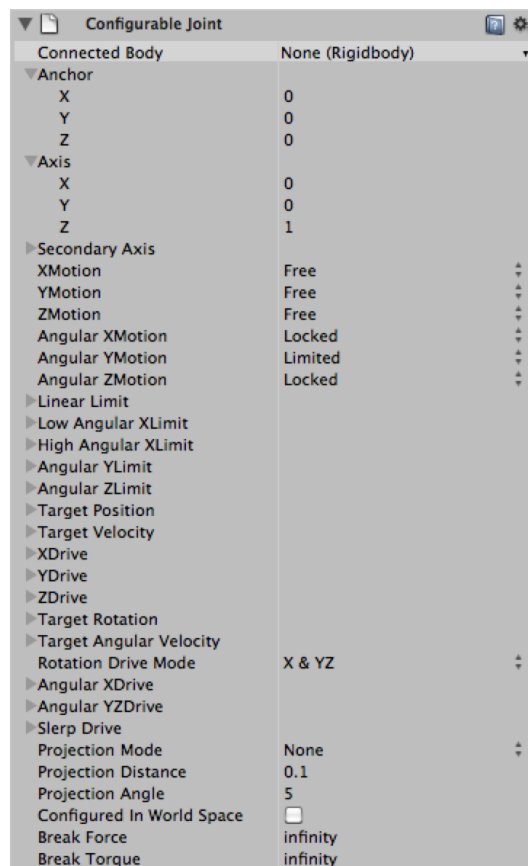 Configurable Joint
Connected Body None (Rigidbody)
Anchor
X 0
Y 0
Z 0
Axis
X 0
Y 0
Z 1
Secondary Axis
XMotion Free
YMotion Free
ZMotion Free
Angular XMotion Locked
Angular YMotion Limited
Angular ZMotion Locked
Linear Limit
Low Angular XLimit
High Angular XLimit
Angular YLimit
Angular ZLimit
Target Position
Target Velocity
XDrive
YDrive
ZDrive
Target Rotation
Target Angular Velocity
Rotation Drive Mode X & YZ
Angular XDrive
Angular YZDrive
Slerp Drive
Projection Mode None
Projection Distance 0.1
Projection Angle 5
Configured In World Space
Break Force infinity
Break Torque infinity